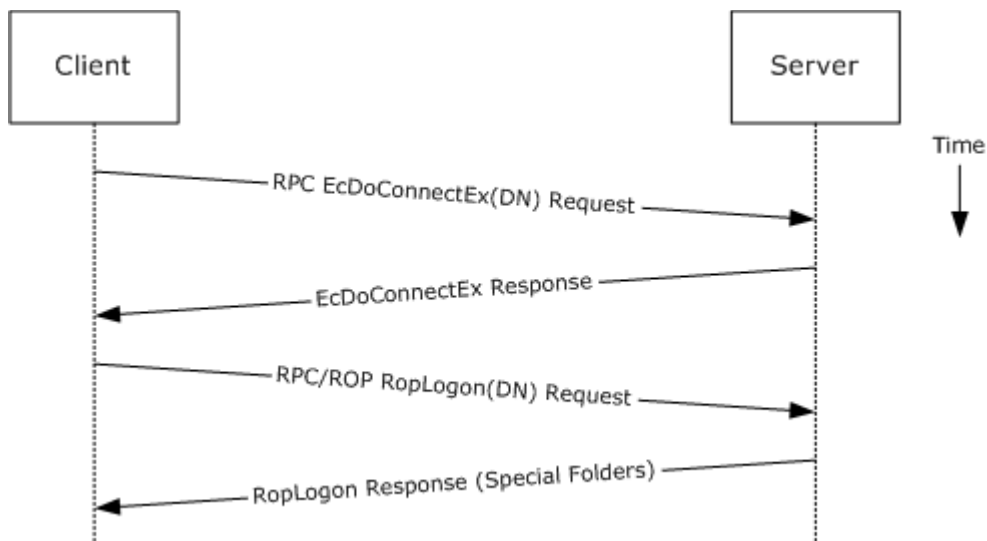 Client
Server
Time
RPC EcDoConnectEx(DN) Request
EcDoConnectEx Response
RPC/ROP RopLogon(DN) Request
RopLogon Response (Special Folders)